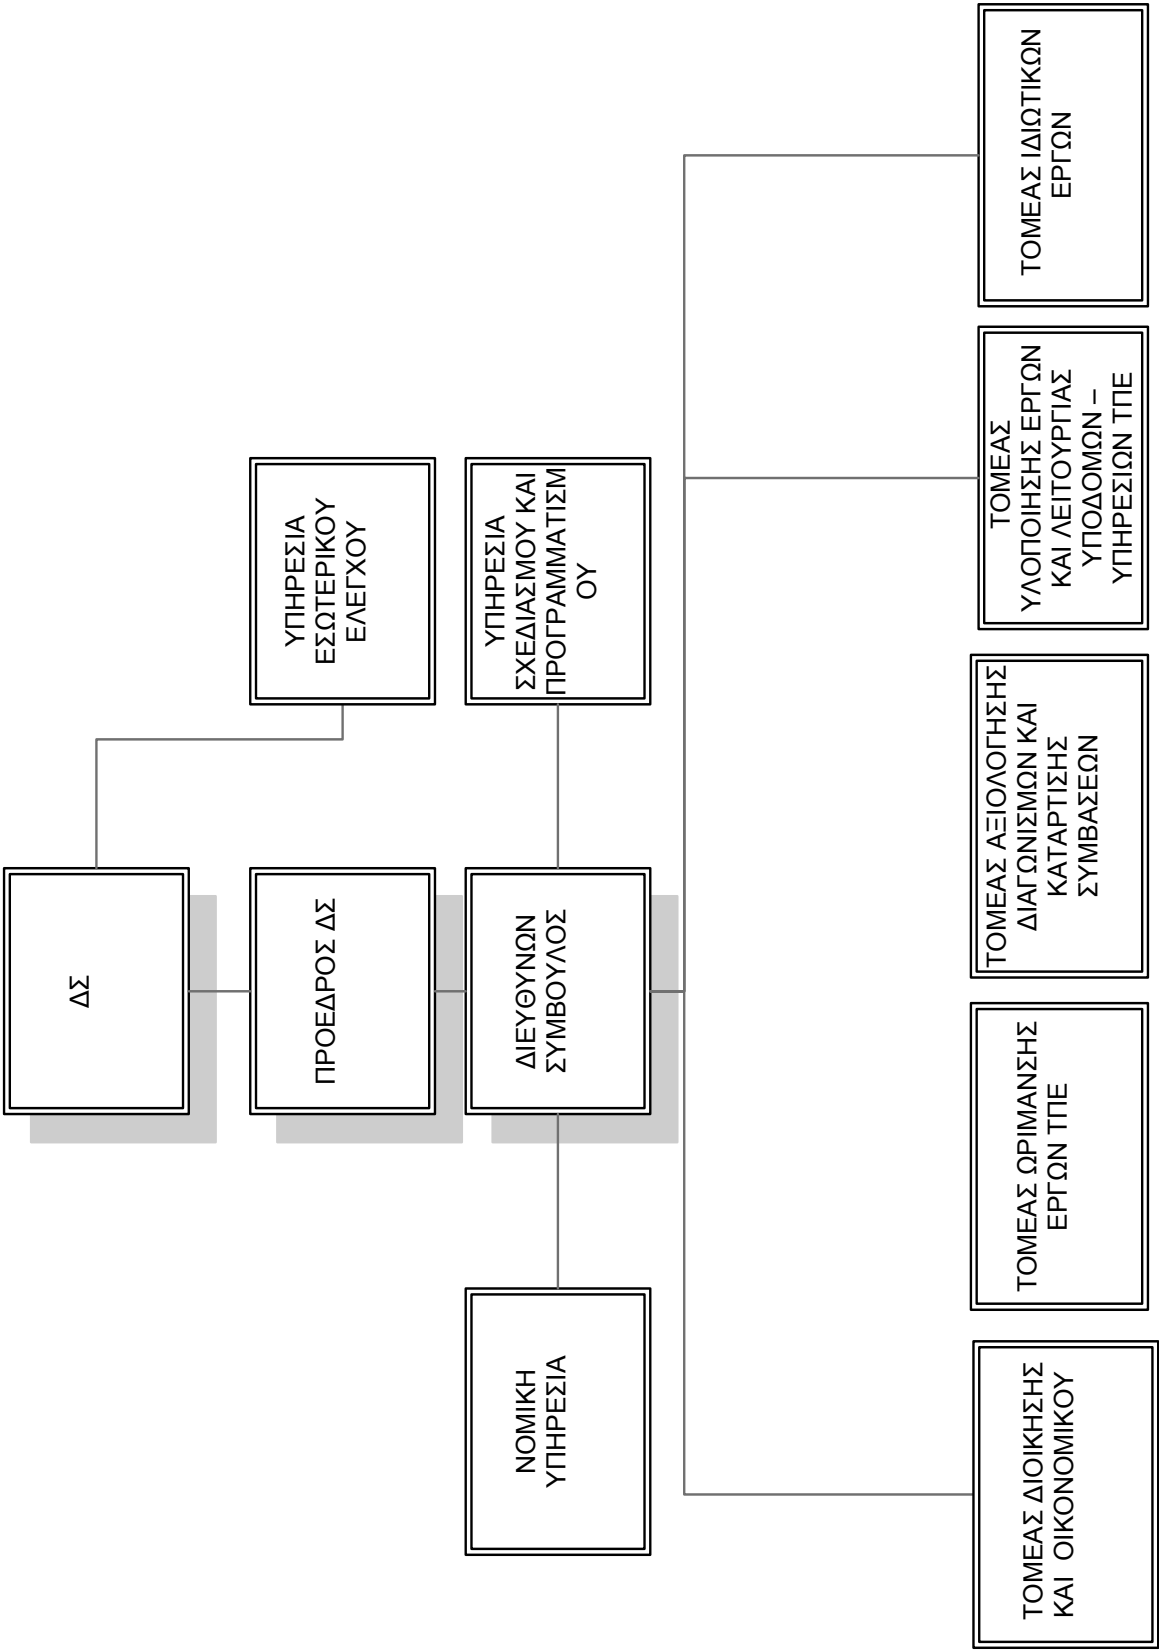 ΔΣ
ΥΠΗΡΕΣΙΑ
ΕΣΩΤΕΡΙΚΟΥ
ΕΛΕΓΧΟΥ
ΠΡΟΕΔΡΟΣ ΔΣ
ΝΟΜΙΚΗ
ΥΠΗΡΕΣΙΑ
ΔΙΕΥΘΥΝΩΝ
ΣΥΜΒΟΥΛΟΣ
ΥΠΗΡΕΣΙΑ
ΣΧΕΔΙΑΣΜΟΥ ΚΑΙ
ΠΡΟΓΡΑΜΜΑΤΙΣΜ
ΟΥ
ΤΟΜΕΑΣ ΔΙΟΙΚΗΣΗΣ
ΚΑΙ ΟΙΚΟΝΟΜΙΚΟΥ
ΤΟΜΕΑΣ ΩΡΙΜΑΝΣΗΣ
ΕΡΓΩΝ ΤΠΕ
ΤΟΜΕΑΣ ΑΞΙΟΛΟΓΗΣΗΣ
ΔΙΑΓΩΝΙΣΜΩΝ ΚΑΙ
ΚΑΤΑΡΤΙΣΗΣ
ΣΥΜΒΑΣΕΩΝ
ΤΟΜΕΑΣ
ΥΛΟΠΟΙΗΣΗΣ ΕΡΓΩΝ
ΚΑΙ ΛΕΙΤΟΥΡΓΙΑΣ
ΥΠΟΔΟΜΩΝ –
ΥΠΗΡΕΣΙΩΝ ΤΠΕ
ΤΟΜΕΑΣ ΙΔΙΩΤΙΚΩΝ
ΕΡΓΩΝ